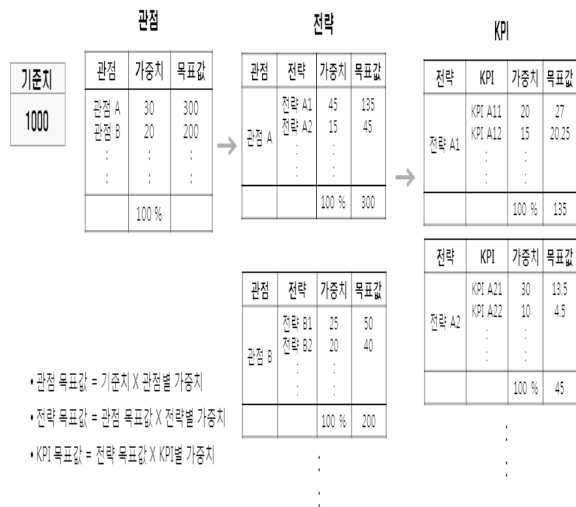 관점
전략
KPI
기준치
1000
관점 가중치 목표값
관점 A 30 300
관점 B 20 200
: : :
: : :
100 %
관점 전략 가중치 목표값
관점 A
전략 A1 45 135
전략 A2 15 45
: : :
: : :
100 % 300
관점 전략 가중치 목표값
관점 B
전략 B1 25 50
전략 B2 20 40
: : :
: : :
100 % 200
:
:
전략 KPI 가중치 목표값
전략 A1
KPI A11 20 27
KPI A12 15 20.25
: : :
: : :
100 % 135
전략 KPI 가중치 목표값
전략 A2
KPI A21 30 13.5
KPI A22 10 4.5
: : :
: : :
100 % 45
:
:
• 관점 목표값 = 기준치 X 관점별 가중치
• 전략 목표값 = 관점 목표값 X 전략별 가중치
• KPI 목표값 = 전략 목표값 X KPI별 가중치